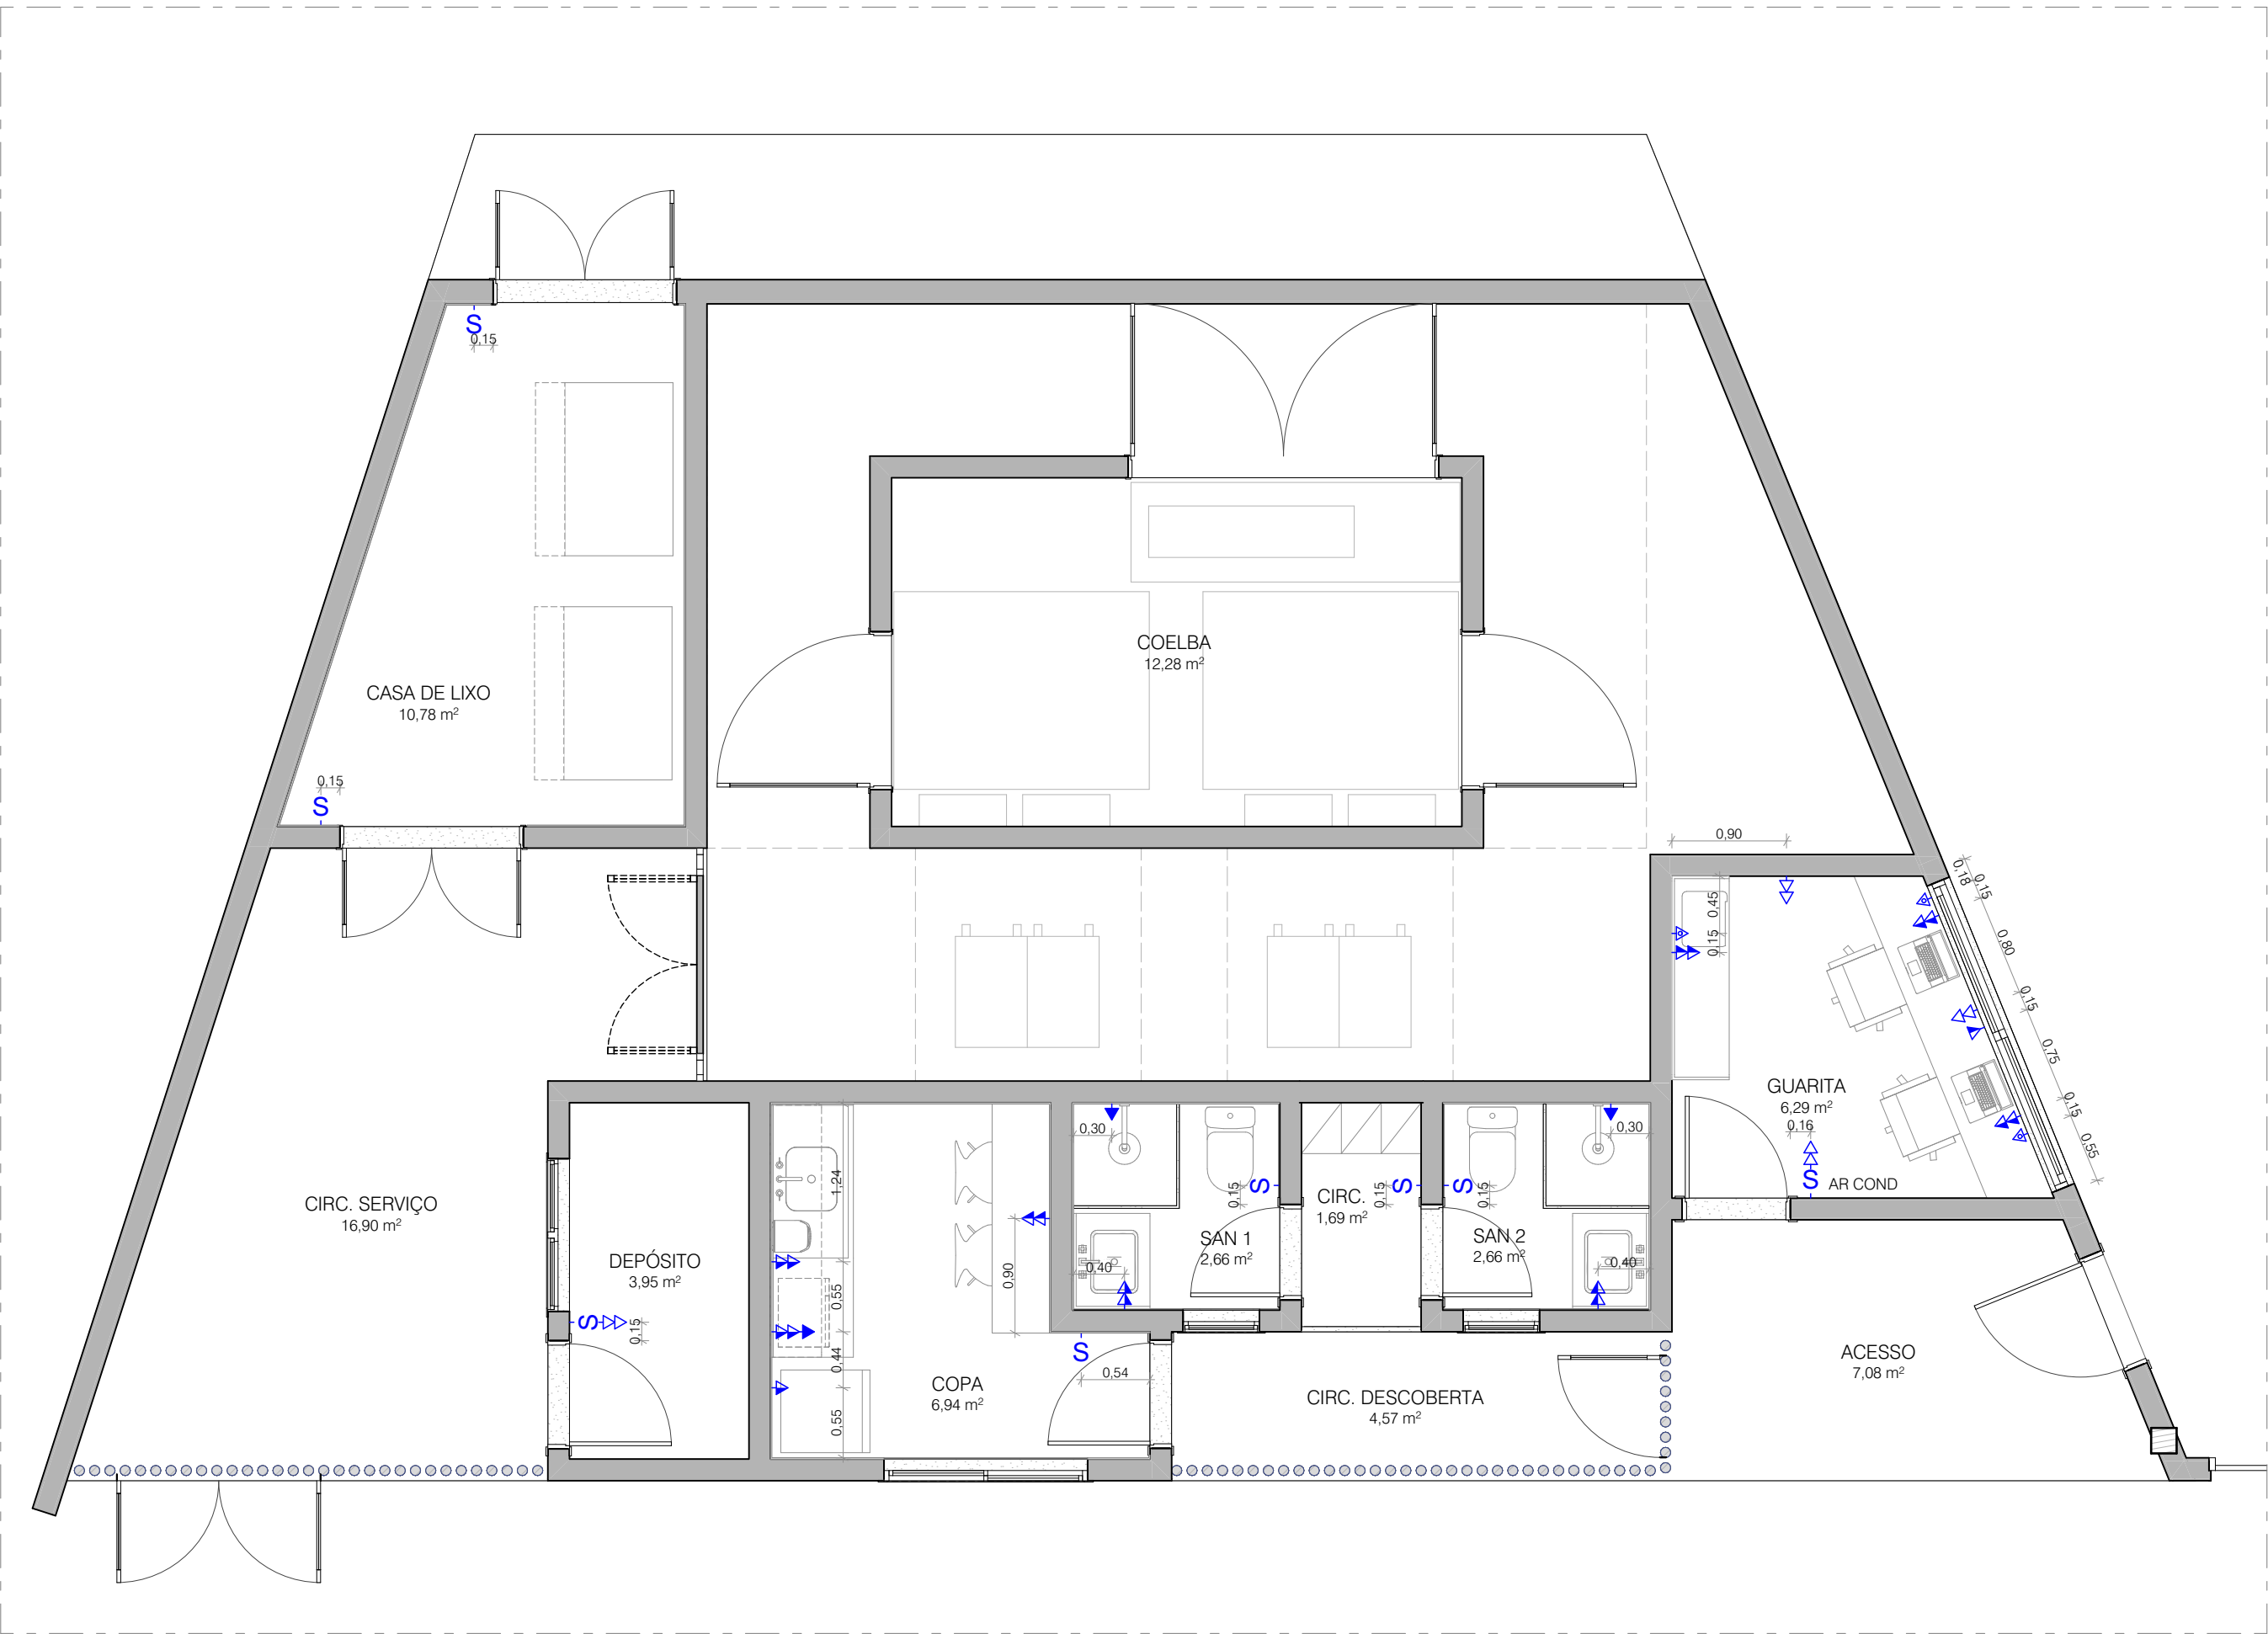 S
0,15
COELBA
12,28 m²
CASA DE LIXO
10,78 m²
0,15
S
0,90
0,18
0,15
0,80
0,15
0,75
0,15
0,55
0,45
0,15
GUARITA
6,29 m²
0,16
S
AR COND
0,30
0,15
S
SAN 1
2,66 m²
0,40
CIRC.
1,69 m²
0,15
S
S
0,15
0,30
SAN 2
2,66 m²
0,40
CIRC. SERVIÇO
16,90 m²
DEPÓSITO
3,95 m²
S
0,15
1,24
0,55
0,44
0,55
0,90
COPA
6,94 m²
S
0,54
CIRC. DESCOBERTA
4,57 m²
ACESSO
7,08 m²